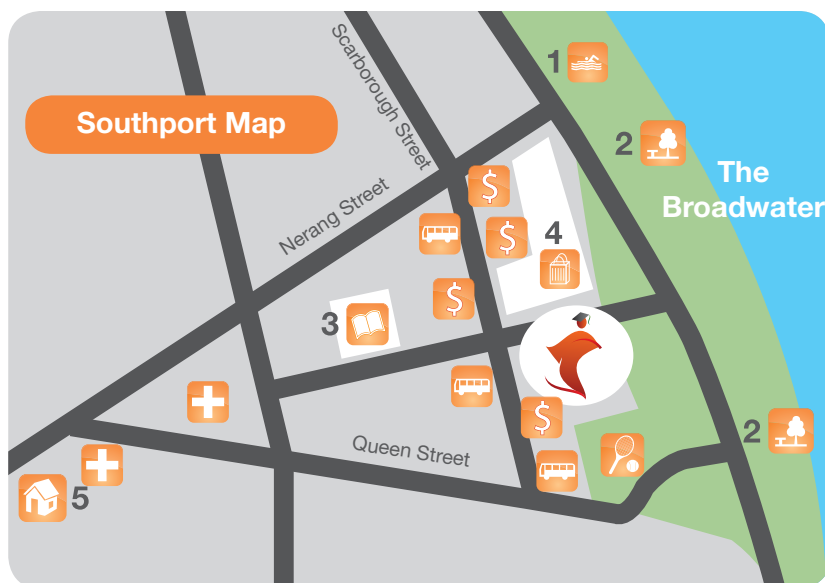 Southport Map
Scarborough Street
Nerang Street
1
2
The
Broadwater
4
3
$
$
$
$
Queen Street
2
5